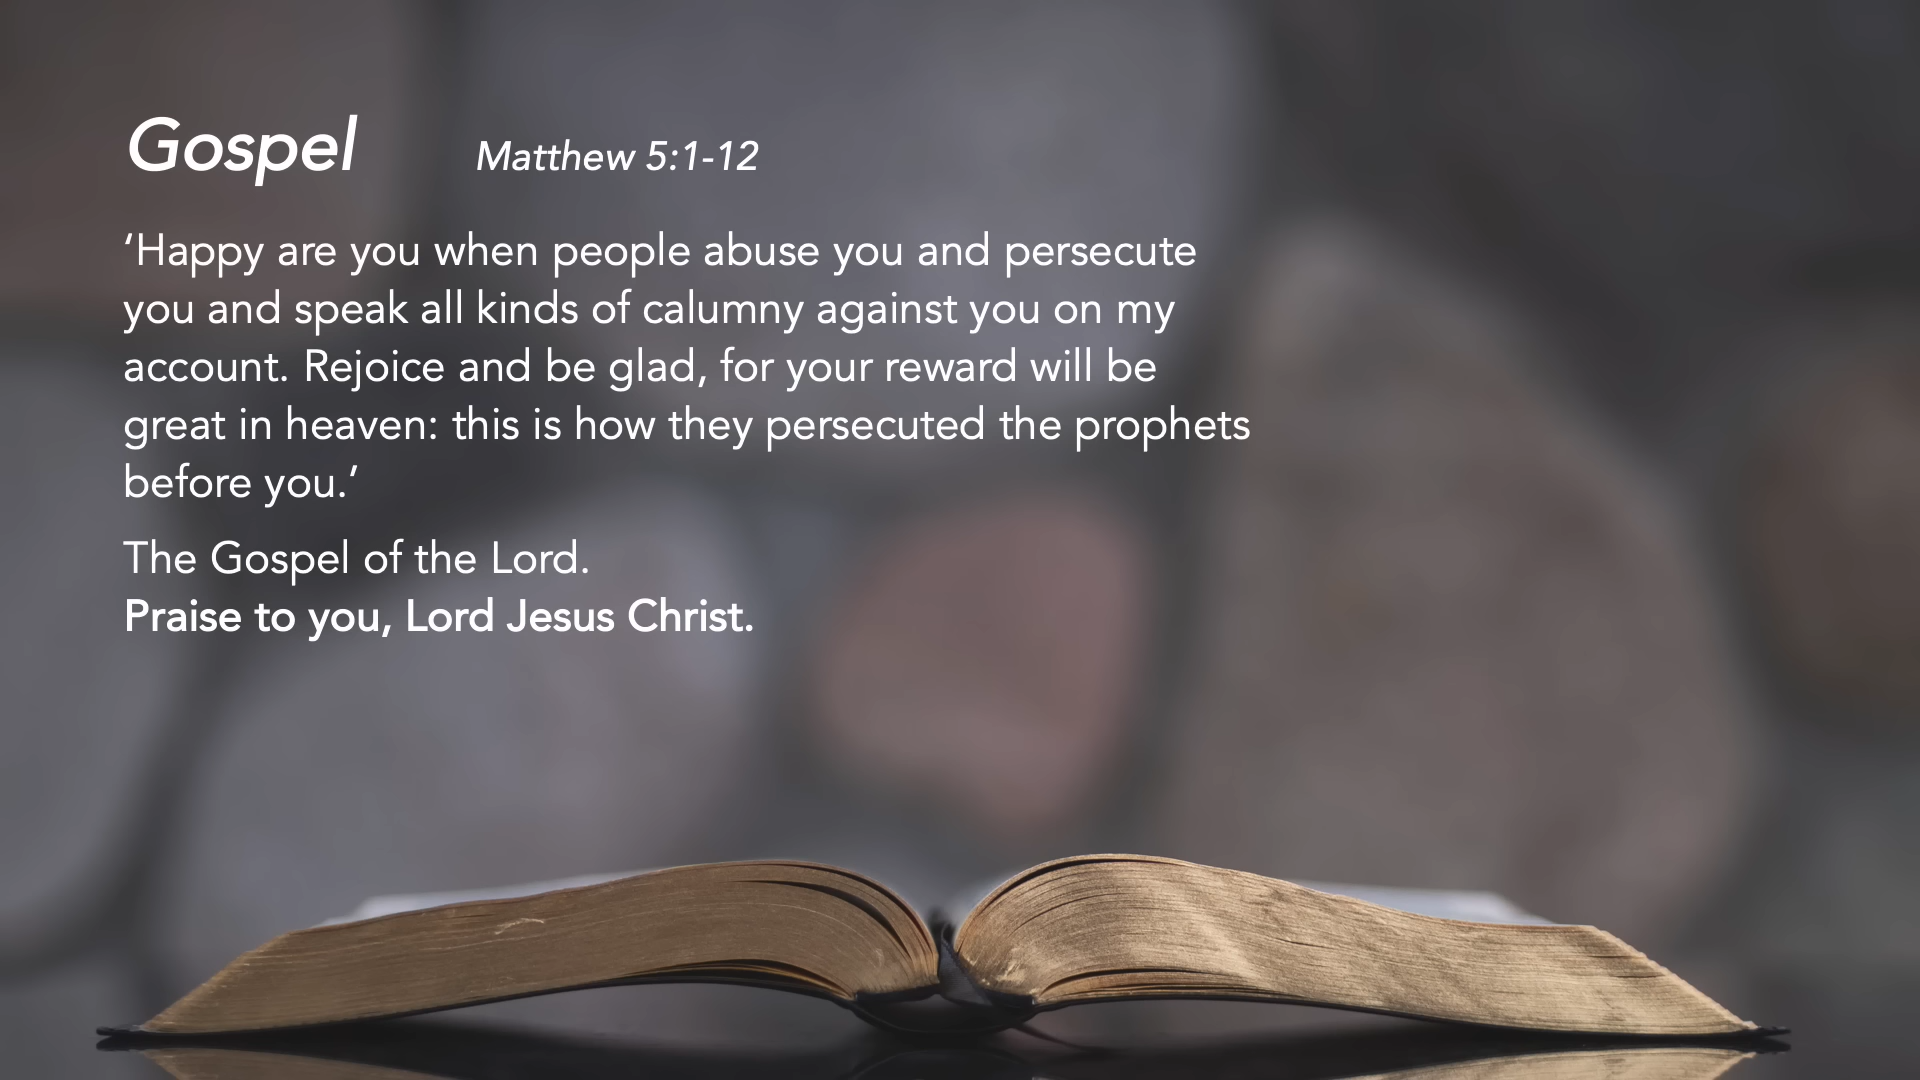 Gospel Matthew 5:1-12
‘Happy are you when people abuse you and persecute
you and speak all kinds of calumny against you on my
account. Rejoice and be glad, for your reward will be
great in heaven: this is how they persecuted the prophets
before you.’
The Gospel of the Lord.
Praise to you, Lord Jesus Christ.